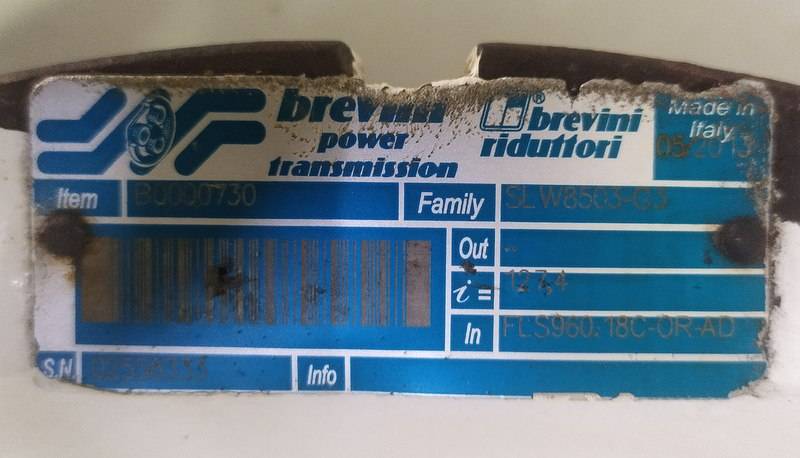 brevini
power
transmission
brevini
riduttori
Made in
Italy
05/2013
Item B0000730 Family SLW8503-G3
Out --
i = 127,4
In FLS960.18C-OR-AD
S.N. Info